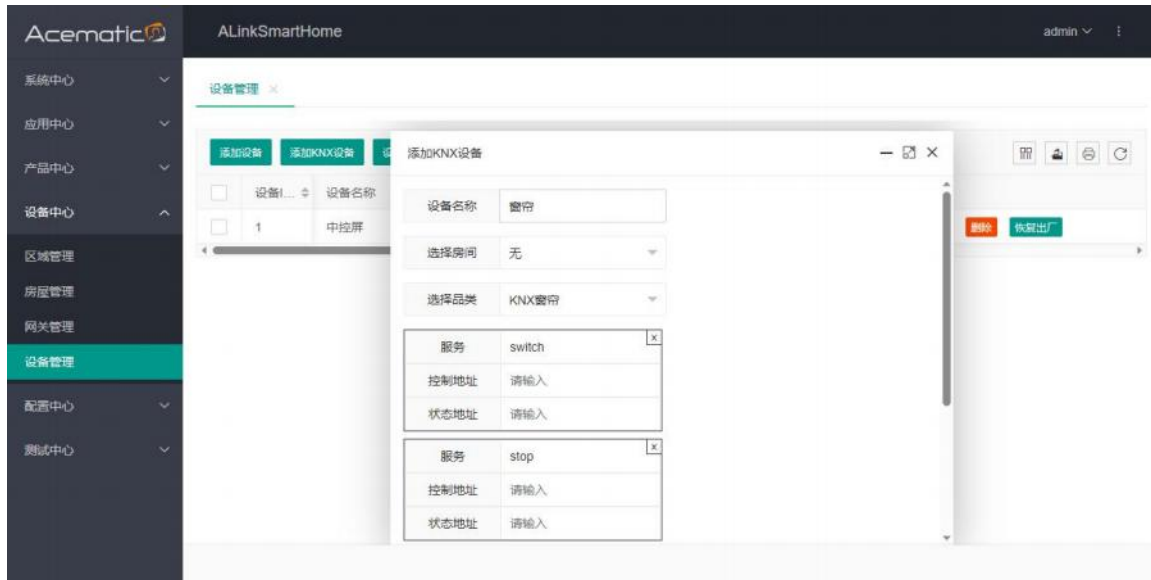 Acematic
ALinkSmartHome
admin
系统中心
应用中心
产品中心
设备中心
区域管理
房屋管理
网关管理
设备管理
配置中心
测试中心
设备管理
添加设备 添加KNX设备
设备I... 设备名称
1 中控屏
删除 恢复出厂
添加KNX设备
设备名称 窗帘
选择房间 无
选择品类 KNX窗帘
服务 switch
控制地址 请输入
状态地址 请输入
服务 stop
控制地址 请输入
状态地址 请输入